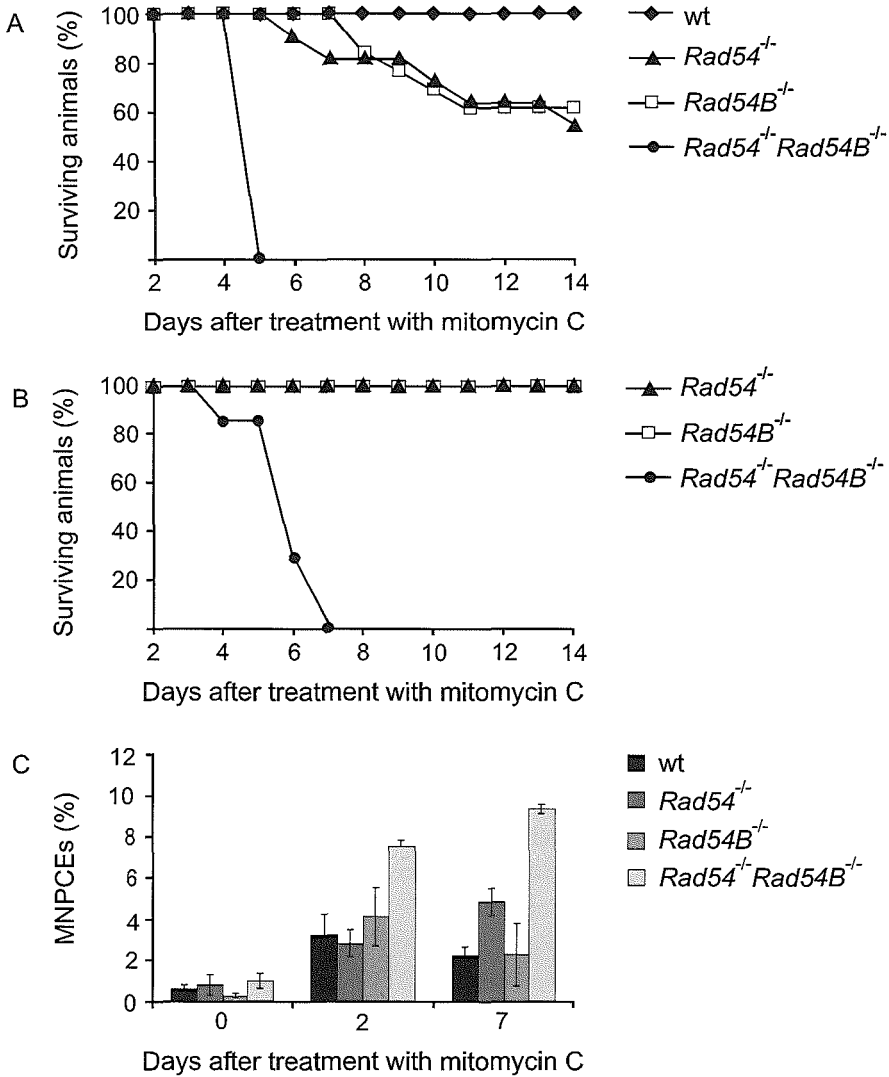 A
Surviving animals (%)
100
80
60
40
20
2 4 6 8 10 12 14
Days after treatment with mitomycin C
wt
Rad54-/-
Rad54B-/-
Rad54-/-Rad54B-/-
B
Surviving animals (%)
100
80
60
40
20
2 4 6 8 10 12 14
Days after treatment with mitomycin C
Rad54-/-
Rad54B-/-
Rad54-/-Rad54B-/-
C
MNPCEs (%)
12
10
8
6
4
2
0
0 2 7
Days after treatment with mitomycin C
wt
Rad54-/-
Rad54B-/-
Rad54-/-Rad54B-/-